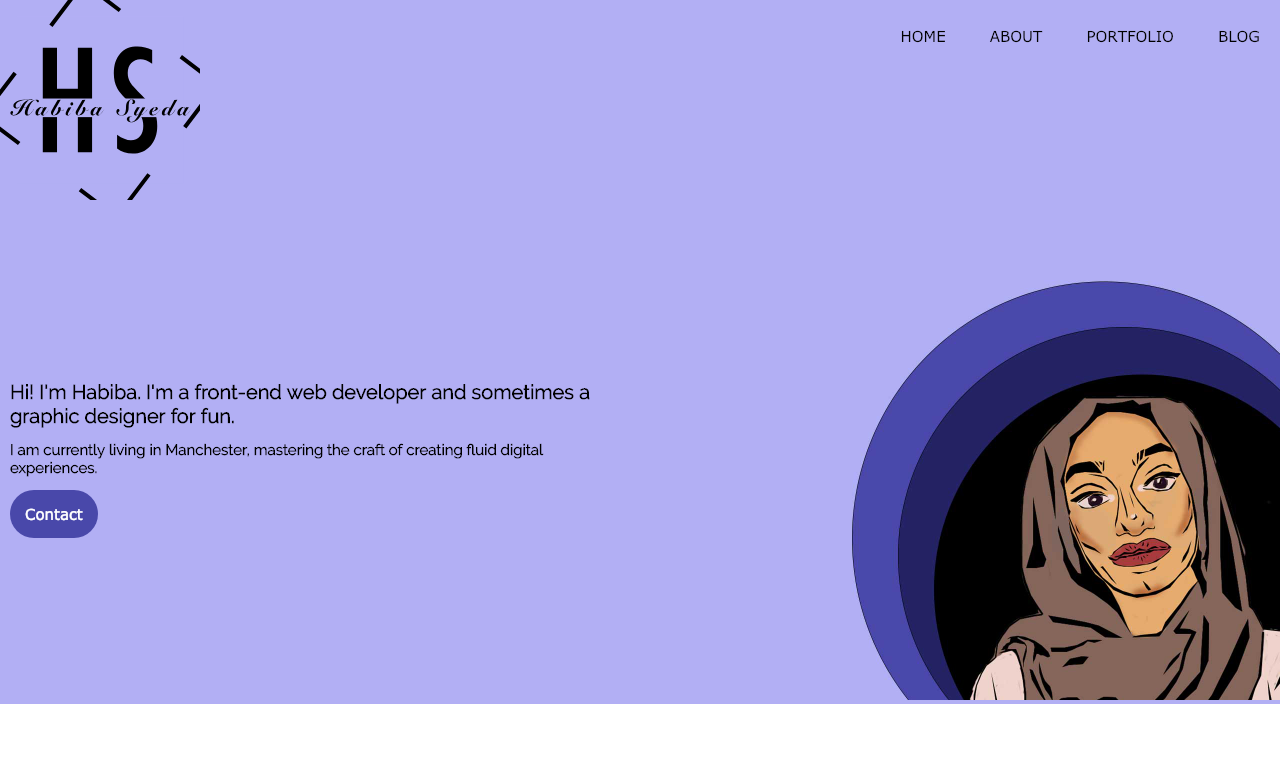 HS
Habiba Syeda
HOME ABOUT PORTFOLIO BLOG
Hi! I'm Habiba. I'm a front-end web developer and sometimes a
graphic designer for fun.
I am currently living in Manchester, mastering the craft of creating fluid digital
experiences.
Contact